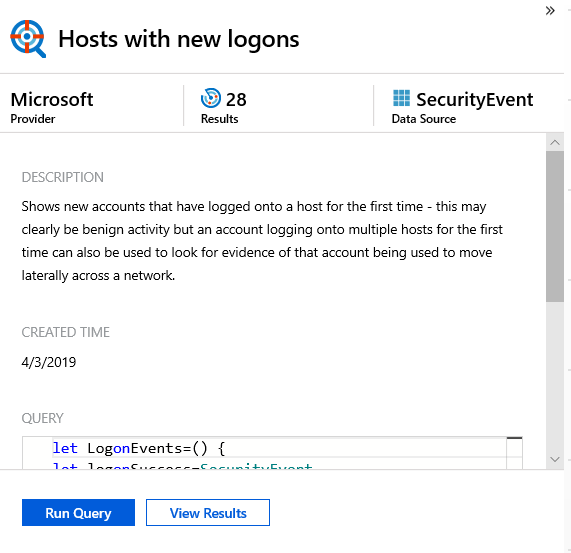 »
Hosts with new logons
Microsoft
Provider
28
Results
SecurityEvent
Data Source
DESCRIPTION
Shows new accounts that have logged onto a host for the first time - this may
clearly be benign activity but an account logging onto multiple hosts for the first
time can also be used to look for evidence of that account being used to move
laterally across a network.
CREATED TIME
4/3/2019
QUERY
let LogonEvents=() {
let logonSuccess=SecurityEvent
Run Query
View Results